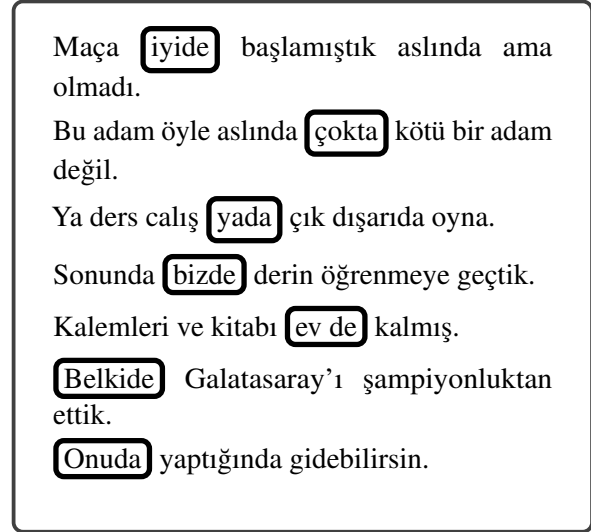 Maça iyide başlamıştık aslında ama
olmadı.
Bu adam öyle aslında çokta kötü bir adam
değil.
Ya ders calış yada çık dışarıda oyna.
Sonunda bizde derin öğrenmeye geçtik.
Kalemleri ve kitabı ev de kalmış.
Belkide Galatasaray'ı şampiyonluktan
ettik.
Onuda yaptığında gidebilirsin.